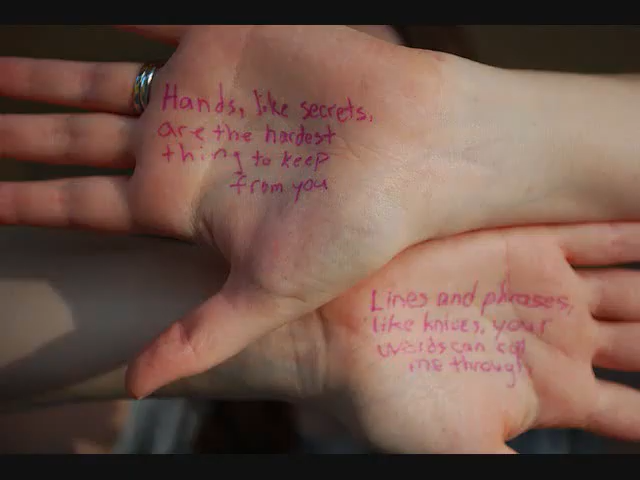 Hands, like secrets,
are the hardest
thing to keep
from you
Lines and phrases,
like knives, your
words can cut
me through